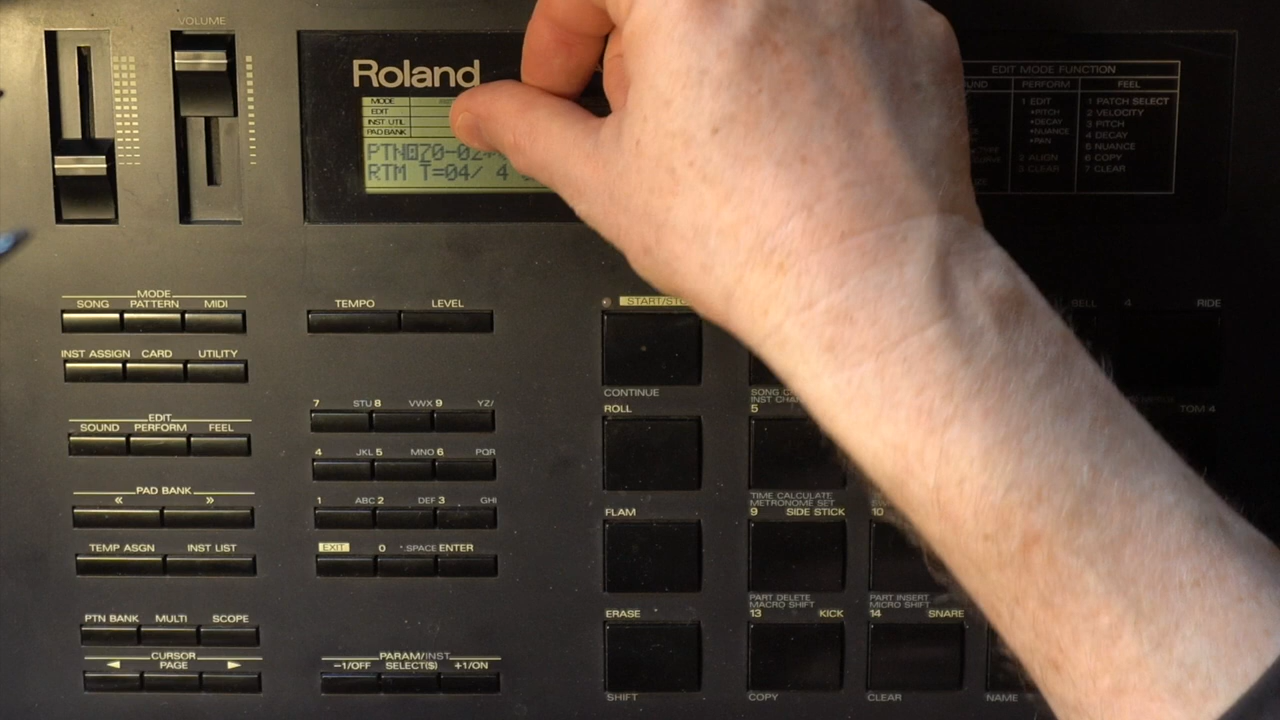 VOLUME
Roland
MODE
EDIT
INST UTIL
PAD BANK
RTM T=04/ 4
EDIT MODE FUNCTION
PERFORM FEEL
1 EDIT
•PITCH
•DECAY
•NUANCE
•PAN
2 ALIGN
3 CLEAR
1 PATCH SELECT
2 VELOCITY
3 PITCH
4 DECAY
5 NUANCE
6 COPY
7 CLEAR
MODE
SONG PATTERN MIDI
INST ASSIGN CARD UTILITY
EDIT
SOUND PERFORM FEEL
PAD BANK
« »
TEMP ASGN INST LIST
PTN BANK MULTI SCOPE
CURSOR
◀ PAGE ▶
TEMPO LEVEL
7 STU 8 VWX 9 YZ/
4 JKL 5 MNO 6 PQR
1 ABC 2 DEF 3 GHI
EXIT 0 *.SPACE ENTER
PARAM/INST
−1/OFF SELECT(S) +1/ON
CONTINUE
ROLL
5
FLAM
TIME CALCULATE
METRONOME SET
9 SIDE STICK 10
ERASE
PART DELETE
MACRO SHIFT
13 KICK
PART INSERT
MICRO SHIFT
14 SNARE
SHIFT COPY CLEAR NAME
BELL 4 RIDE
TOM 4